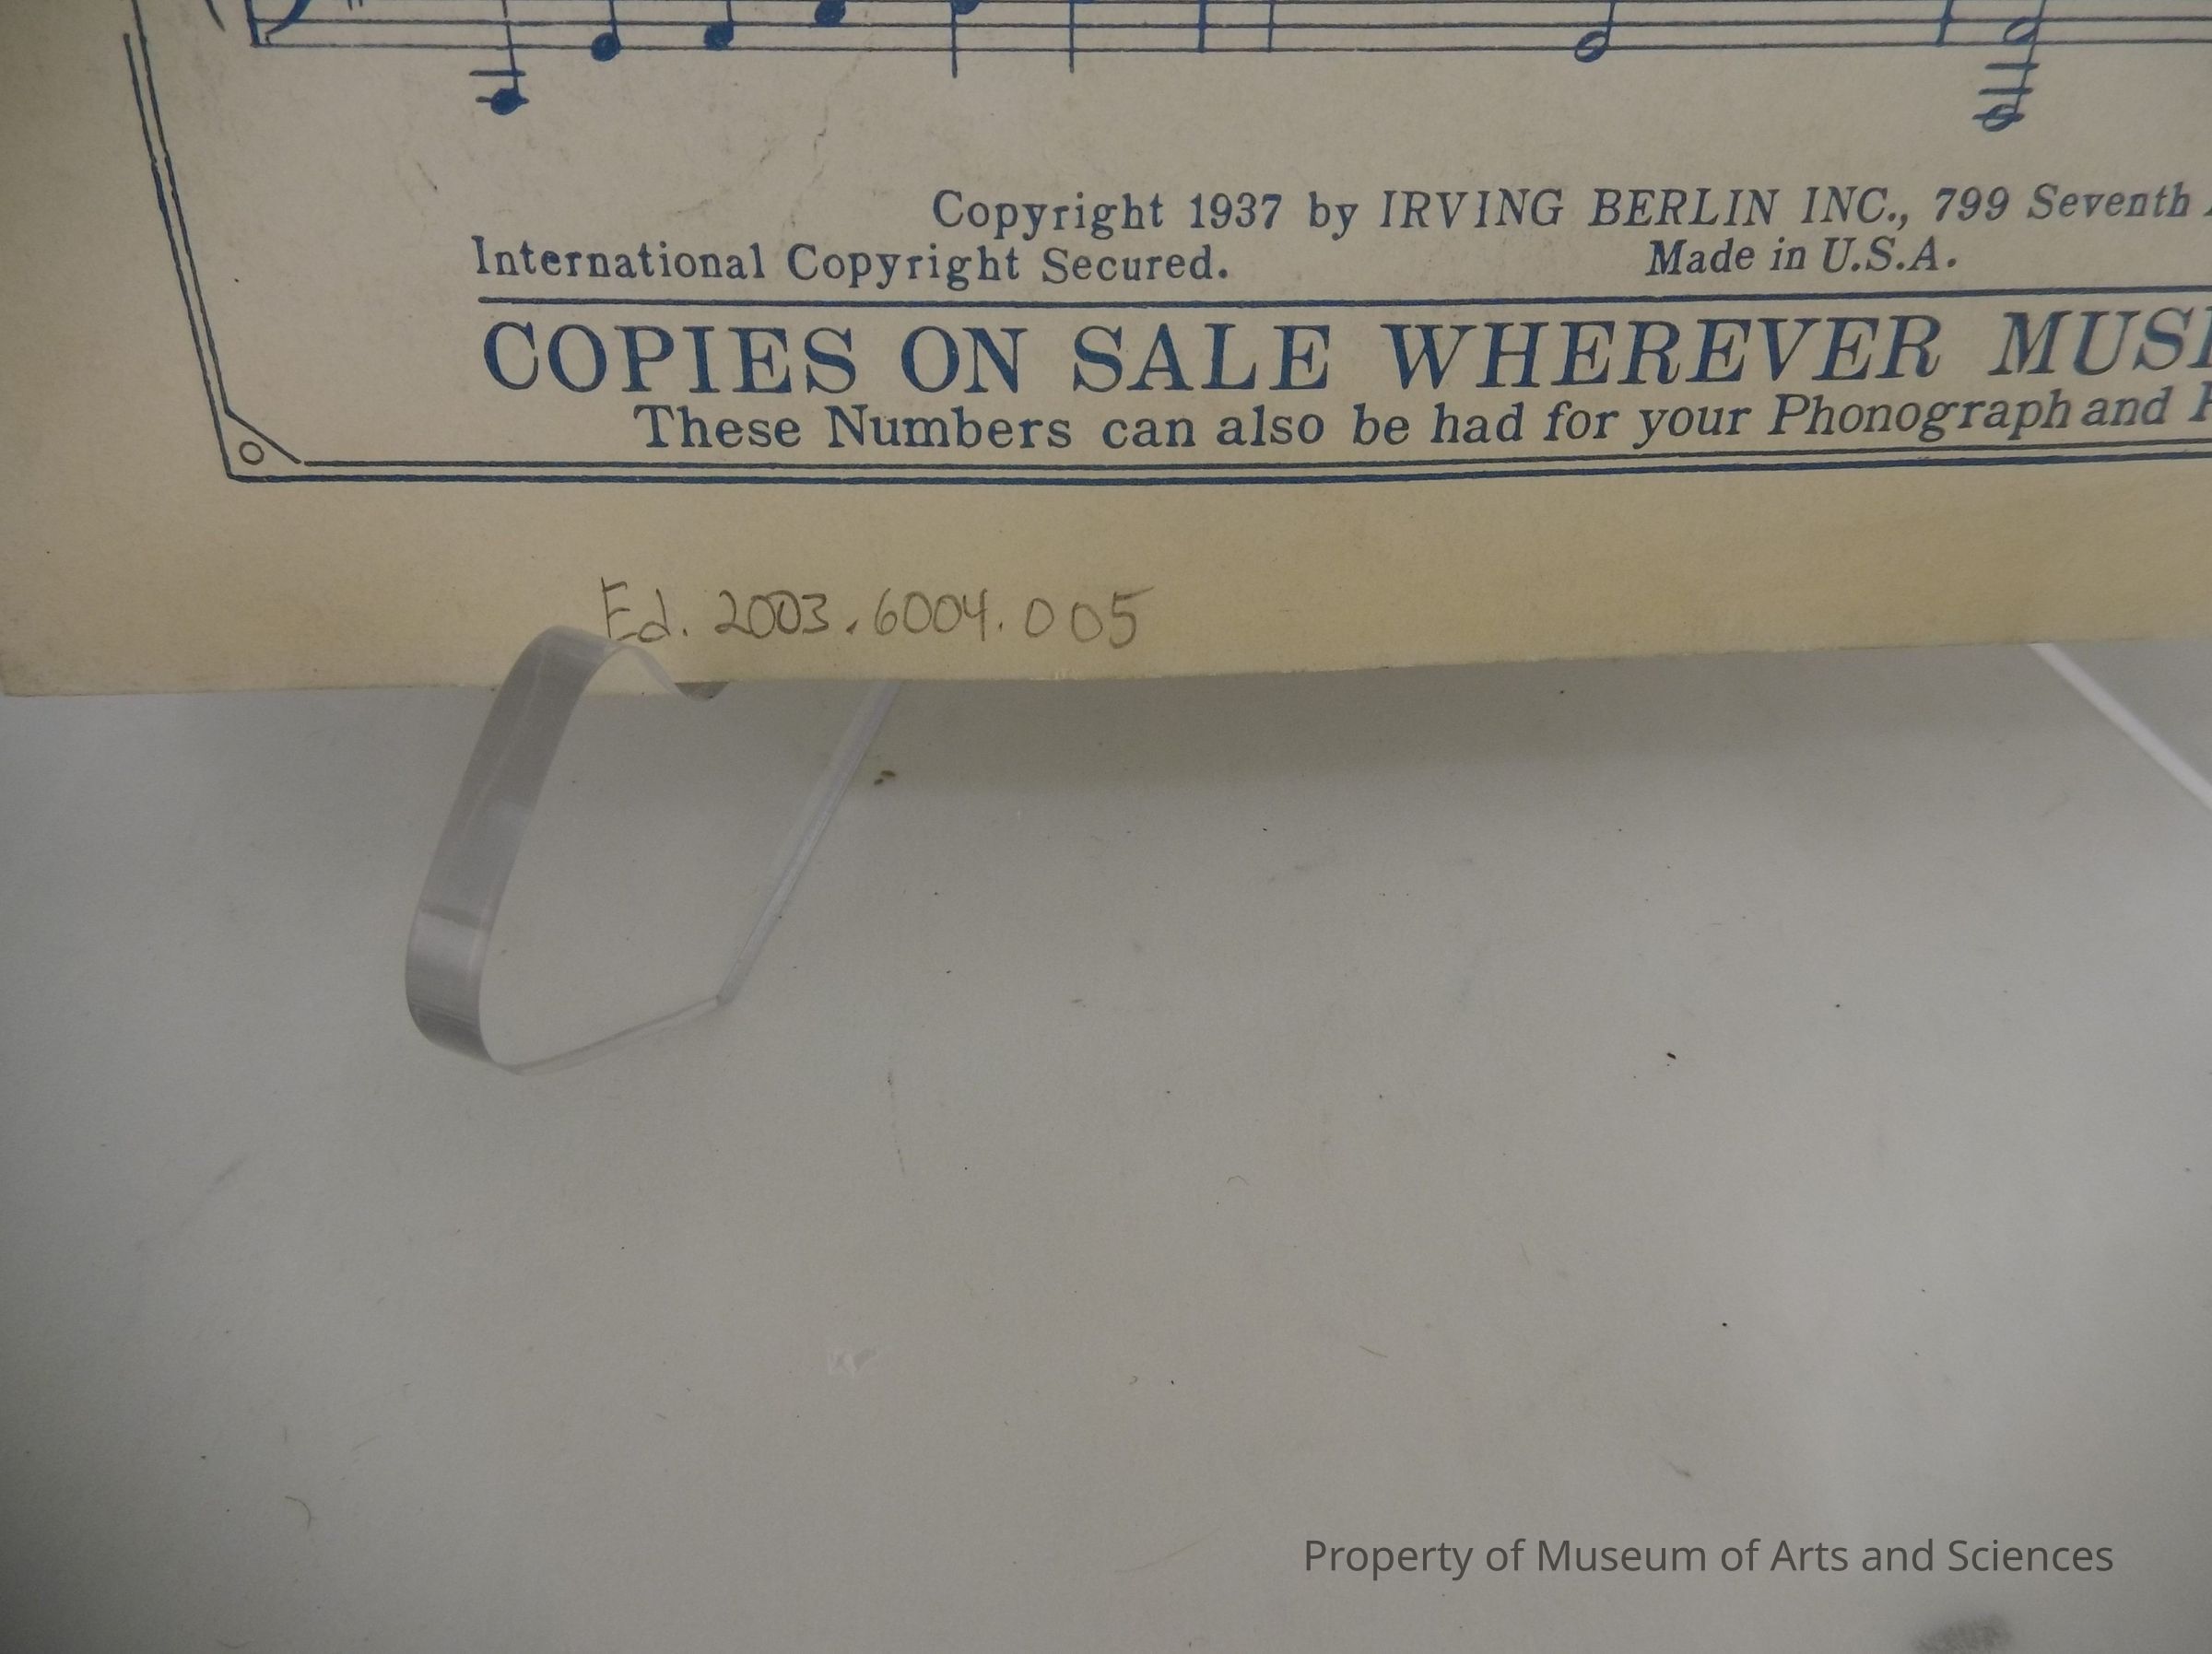 Copyright 1937 by IRVING BERLIN INC., 799 Seventh
International Copyright Secured. Made in U.S.A.
COPIES ON SALE WHEREVER
These Numbers can also be had for your Phonograph and
Ed. 2003.6004.005
Property of Museum of Arts and Sciences